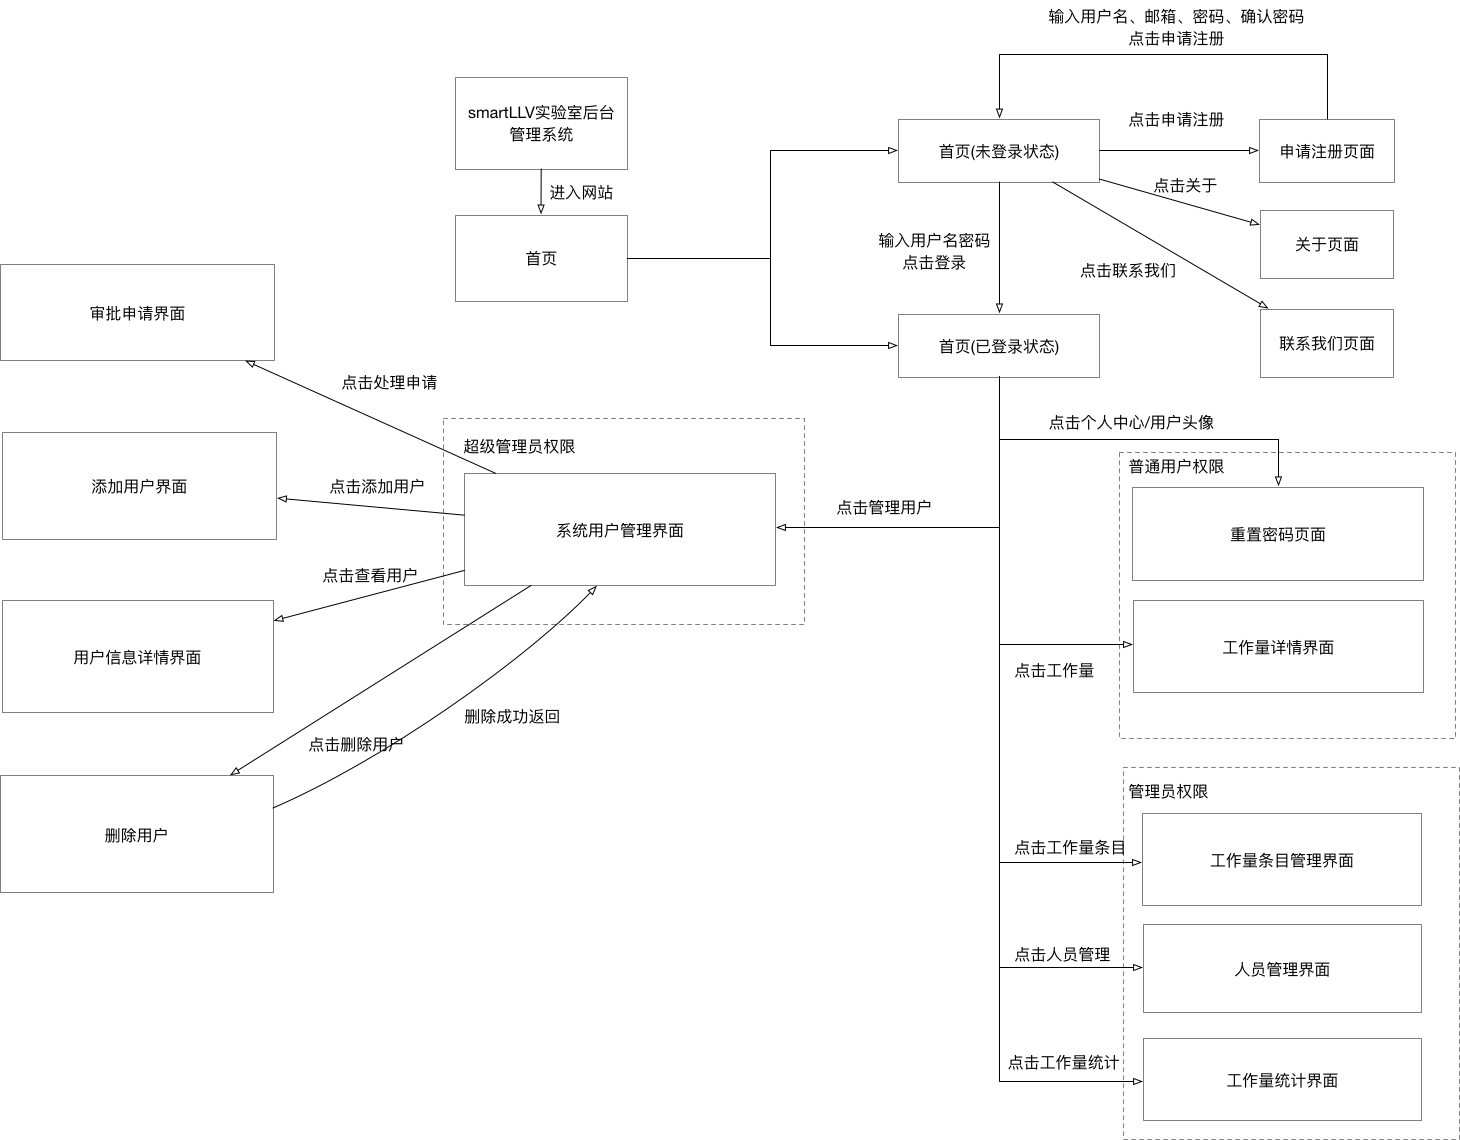 输入用户名、邮箱、密码、确认密码
点击申请注册
smartLLV实验室后台
管理系统
进入网站
首页
首页(未登录状态)
点击申请注册
申请注册页面
点击关于
关于页面
输入用户名密码
点击登录
点击联系我们
联系我们页面
首页(已登录状态)
审批申请界面
点击处理申请
超级管理员权限
添加用户界面
点击添加用户
系统用户管理界面
点击管理用户
点击查看用户
用户信息详情界面
删除成功返回
点击删除用户
删除用户
点击个人中心/用户头像
普通用户权限
重置密码页面
工作量详情界面
点击工作量
管理员权限
点击工作量条目
工作量条目管理界面
点击人员管理
人员管理界面
点击工作量统计
工作量统计界面